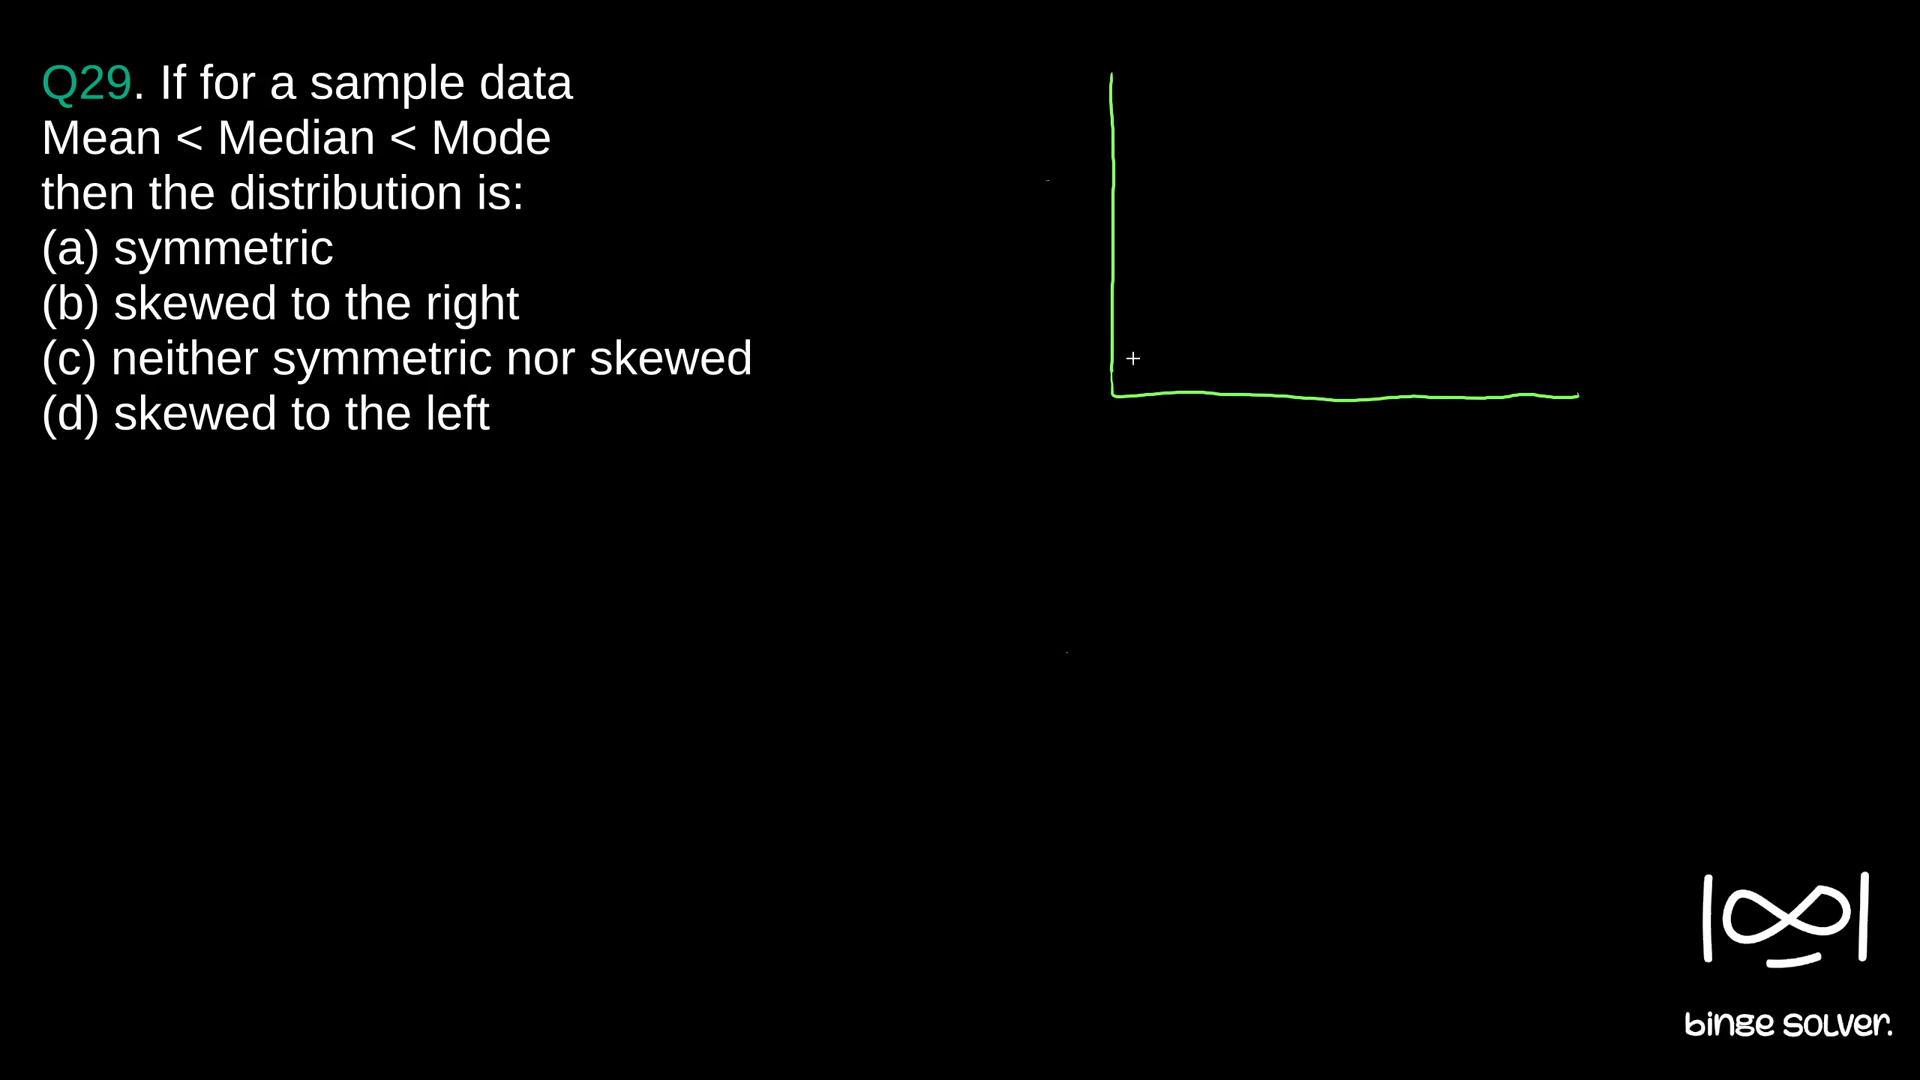 Q29. If for a sample data
Mean < Median < Mode
then the distribution is:
(a) symmetric
(b) skewed to the right
(c) neither symmetric nor skewed
(d) skewed to the left
binge solver.